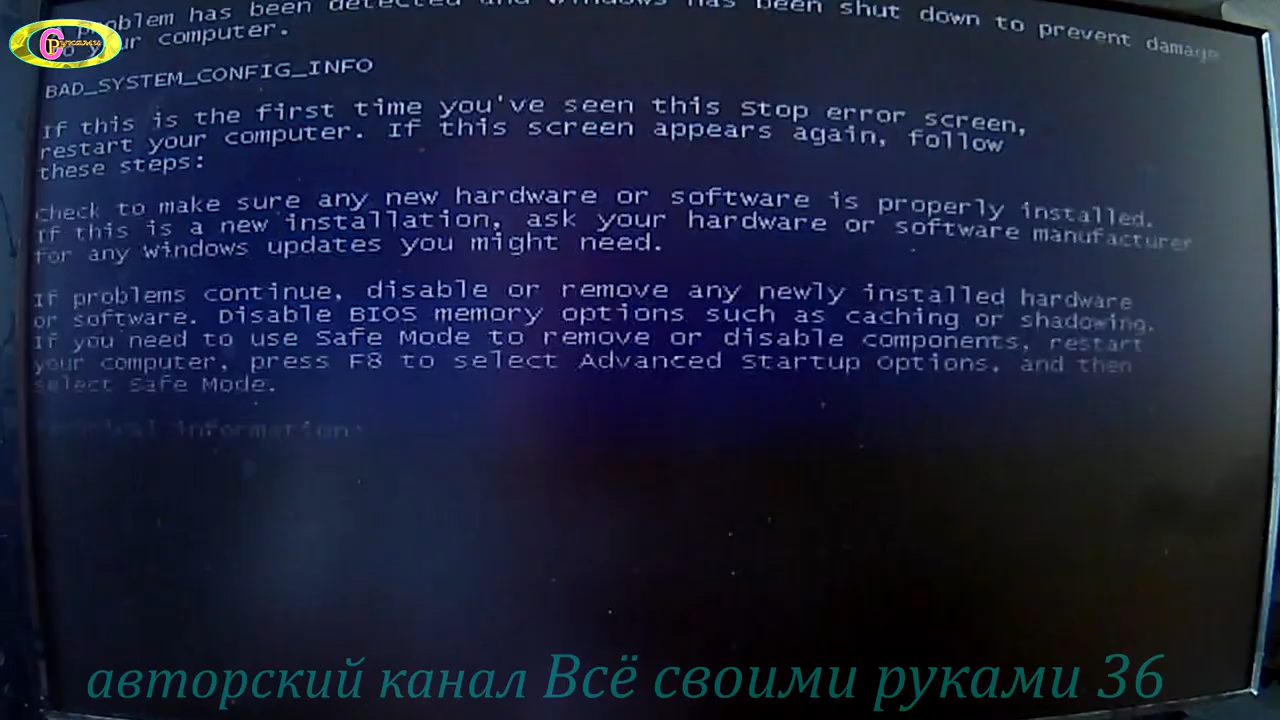 problem has been detected and windows has been shut down to prevent damage
to your computer.
BAD_SYSTEM_CONFIG_INFO
If this is the first time you've seen this Stop error screen,
restart your computer. If this screen appears again, follow
these steps:
Check to make sure any new hardware or software is properly installed.
If this is a new installation, ask your hardware or software manufacturer
for any windows updates you might need.
If problems continue, disable or remove any newly installed hardware
or software. Disable BIOS memory options such as caching or shadowing.
If you need to use Safe Mode to remove or disable components, restart
your computer, press F8 to select Advanced Startup Options, and then
select Safe Mode.
Technical information:
авторский канал Всё своими руками 36